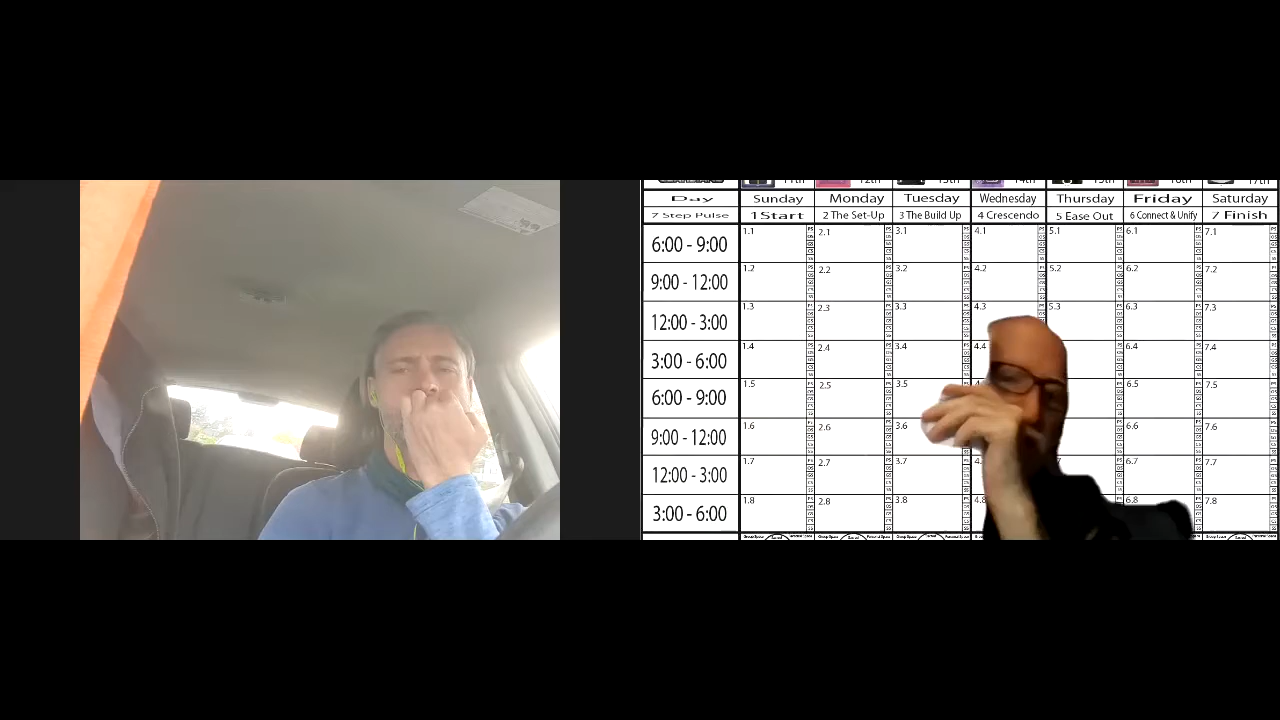 11th 12th 13th 14th 15th 16th 17th
Day Sunday Monday Tuesday Wednesday Thursday Friday Saturday
7 Step Pulse 1 Start 2 The Set-Up 3 The Build Up 4 Crescendo 5 Ease Out 6 Connect & Unify 7 Finish
6:00 - 9:00 1.1 2.1 3.1 4.1 5.1 6.1 7.1
9:00 - 12:00 1.2 2.2 3.2 4.2 5.2 6.2 7.2
12:00 - 3:00 1.3 2.3 3.3 4.3 5.3 6.3 7.3
3:00 - 6:00 1.4 2.4 3.4 4.4 6.4 7.4
6:00 - 9:00 1.5 2.5 3.5 6.5 7.5
9:00 - 12:00 1.6 2.6 3.6 6.6 7.6
12:00 - 3:00 1.7 2.7 3.7 6.7 7.7
3:00 - 6:00 1.8 2.8 3.8 4.8 6.8 7.8